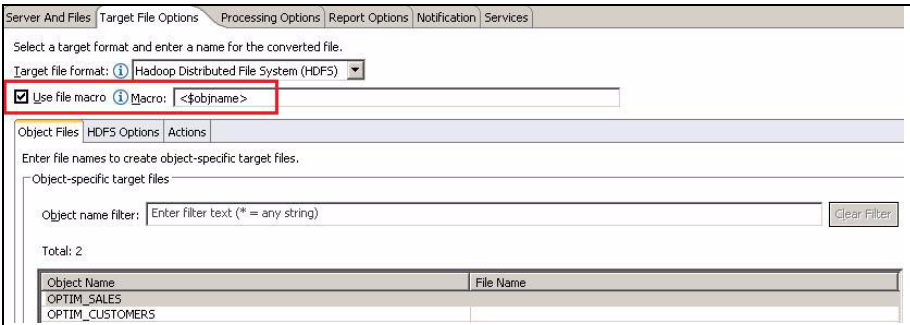 Server And Files Target File Options Processing Options Report Options Notification Services
Select a target format and enter a name for the converted file.
Target file format: Hadoop Distributed File System (HDFS)
Use file macro Macro: <$objname>
Object Files HDFS Options Actions
Enter file names to create object-specific target files.
Object-specific target files
Object name filter: Enter filter text (* = any string) Clear Filter
Total: 2
Object Name File Name
OPTIM_SALES
OPTIM_CUSTOMERS